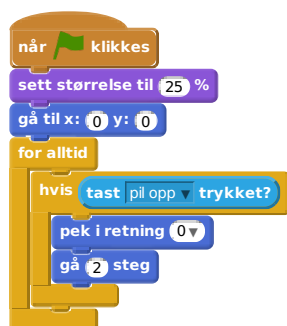 når klikkes
sett størrelse til 25 %
gå til x: 0 y: 0
for alltid
hvis tast pil opp trykket?
pek i retning 0
gå 2 steg